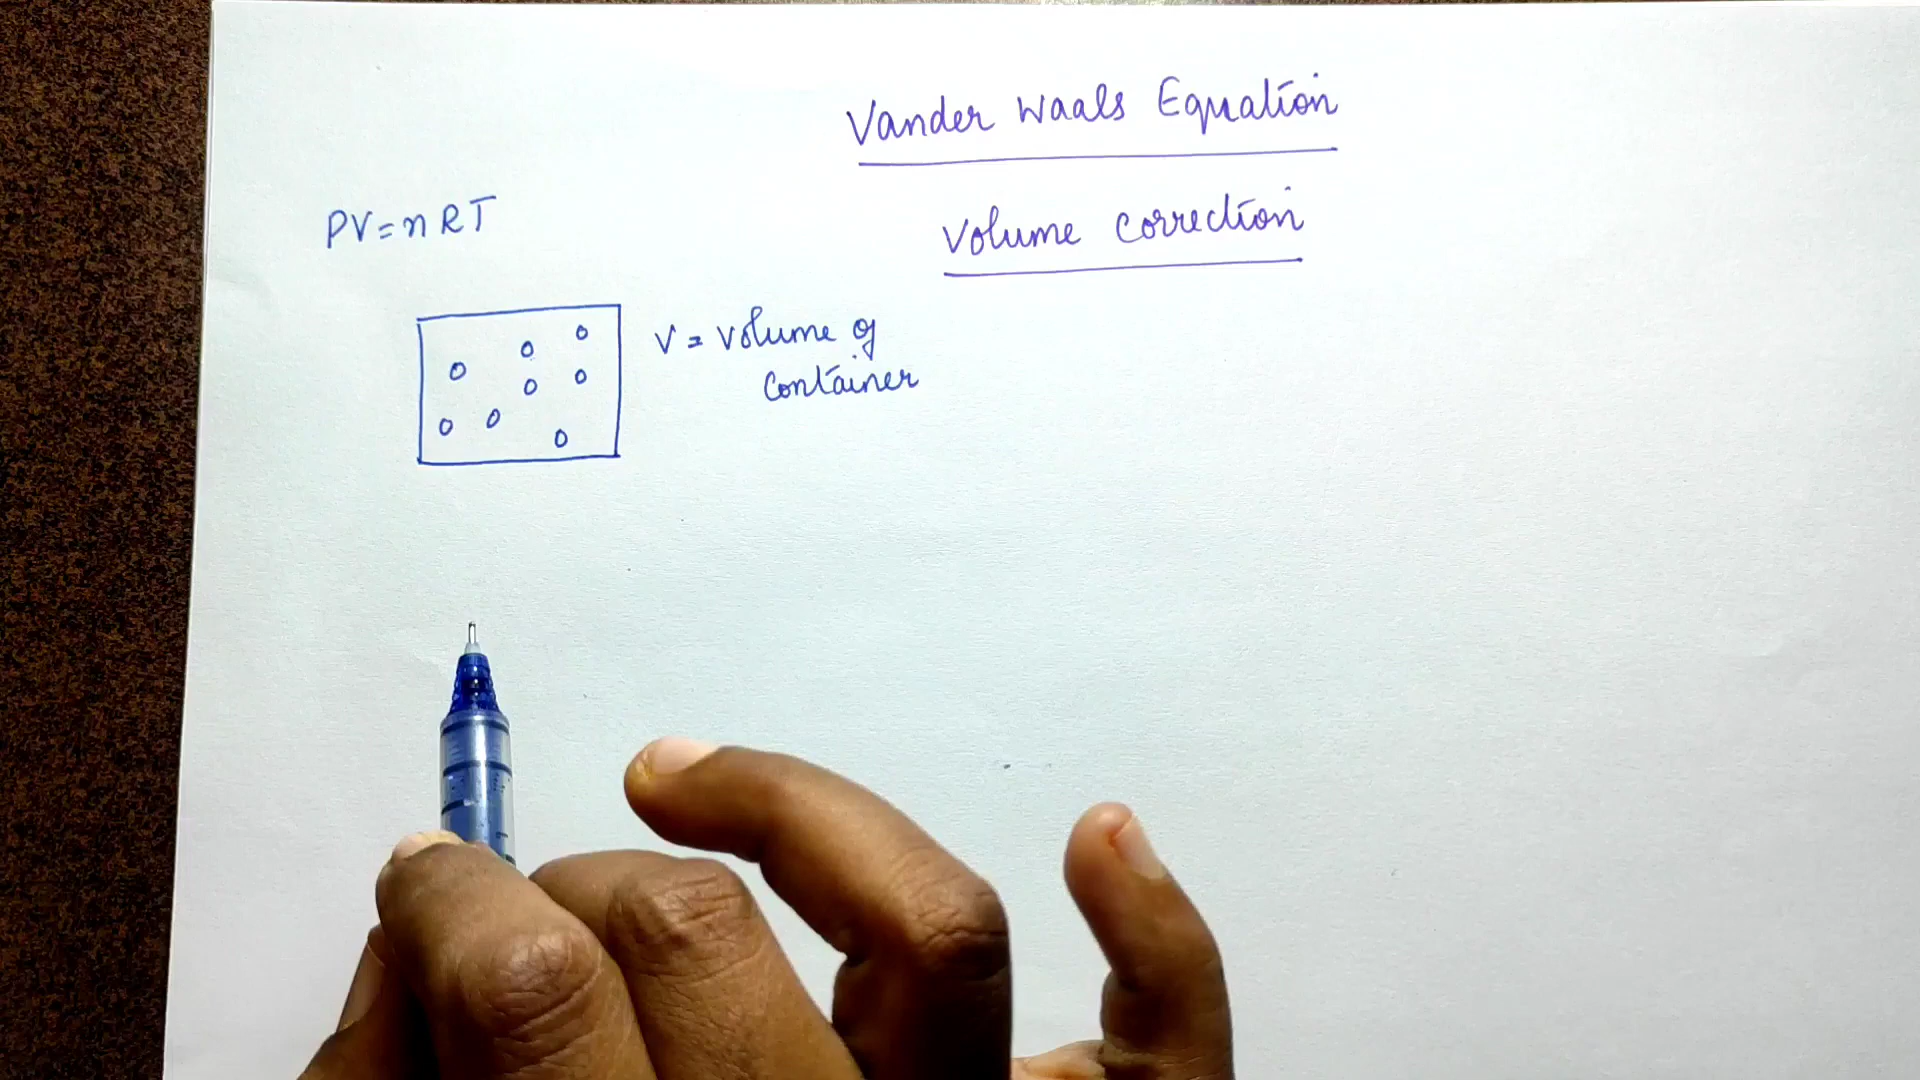 Vander Waals Equation
Volume correction
PV=nRT
V = Volume of
Container